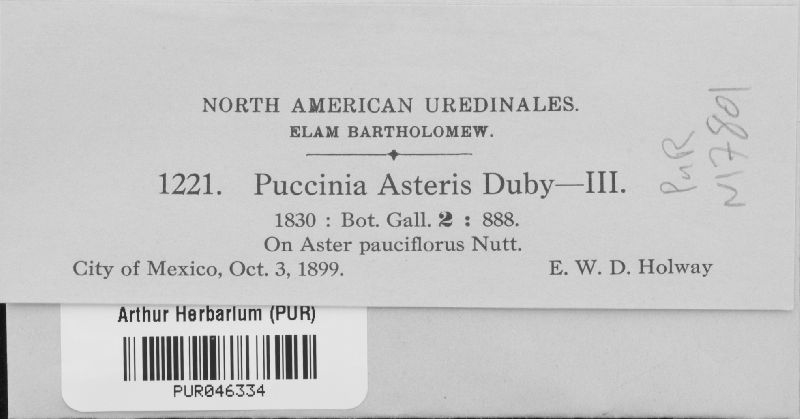 NORTH AMERICAN UREDINALES.
ELAM BARTHOLOMEW.
1221. Puccinia Asteris Duby—III.
1830 : Bot. Gall. 2 : 888.
On Aster pauciflorus Nutt.
City of Mexico, Oct. 3, 1899. E. W. D. Holway
PUR
N17801
Arthur Herbarium (PUR)
PUR046334